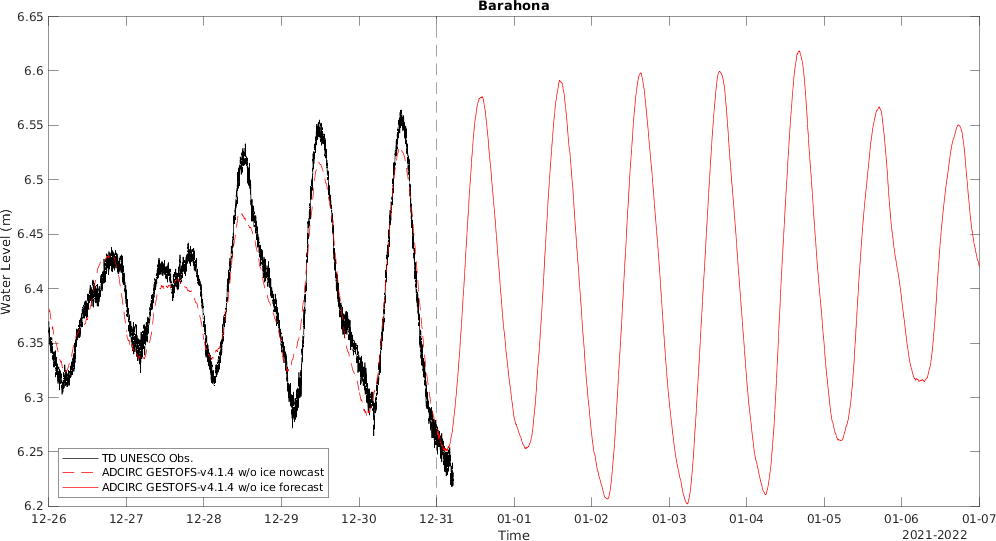 Barahona
6.65
6.6
6.55
6.5
6.45
6.4
6.35
6.3
6.25
6.2
Water Level (m)
TD UNESCO Obs.
ADCIRC GESTOFS-v4.1.4 w/o ice nowcast
ADCIRC GESTOFS-v4.1.4 w/o ice forecast
12-26 12-27 12-28 12-29 12-30 12-31 01-01 01-02 01-03 01-04 01-05 01-06 01-07
Time
2021-2022